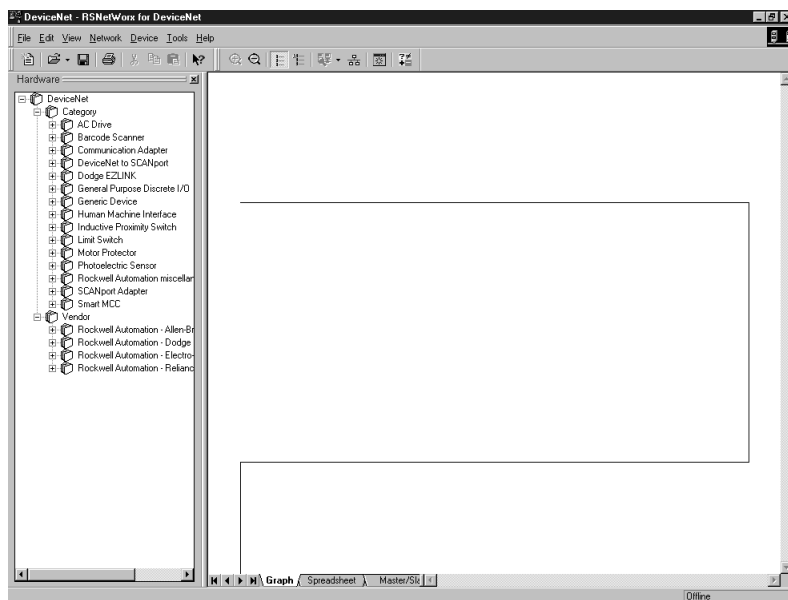 DeviceNet - RSNetWorx for DeviceNet
File Edit View Network Device Tools Help
Hardware
DeviceNet
Category
AC Drive
Barcode Scanner
Communication Adapter
DeviceNet to SCANport
Dodge EZLINK
General Purpose Discrete I/O
Generic Device
Human Machine Interface
Inductive Proximity Switch
Limit Switch
Motor Protector
Photoelectric Sensor
Rockwell Automation miscellar
SCANport Adapter
Smart MCC
Vendor
Rockwell Automation - Allen-Br
Rockwell Automation - Dodge
Rockwell Automation - Electro-
Rockwell Automation - Relianc
Graph Spreadsheet Master/Sla
Offline